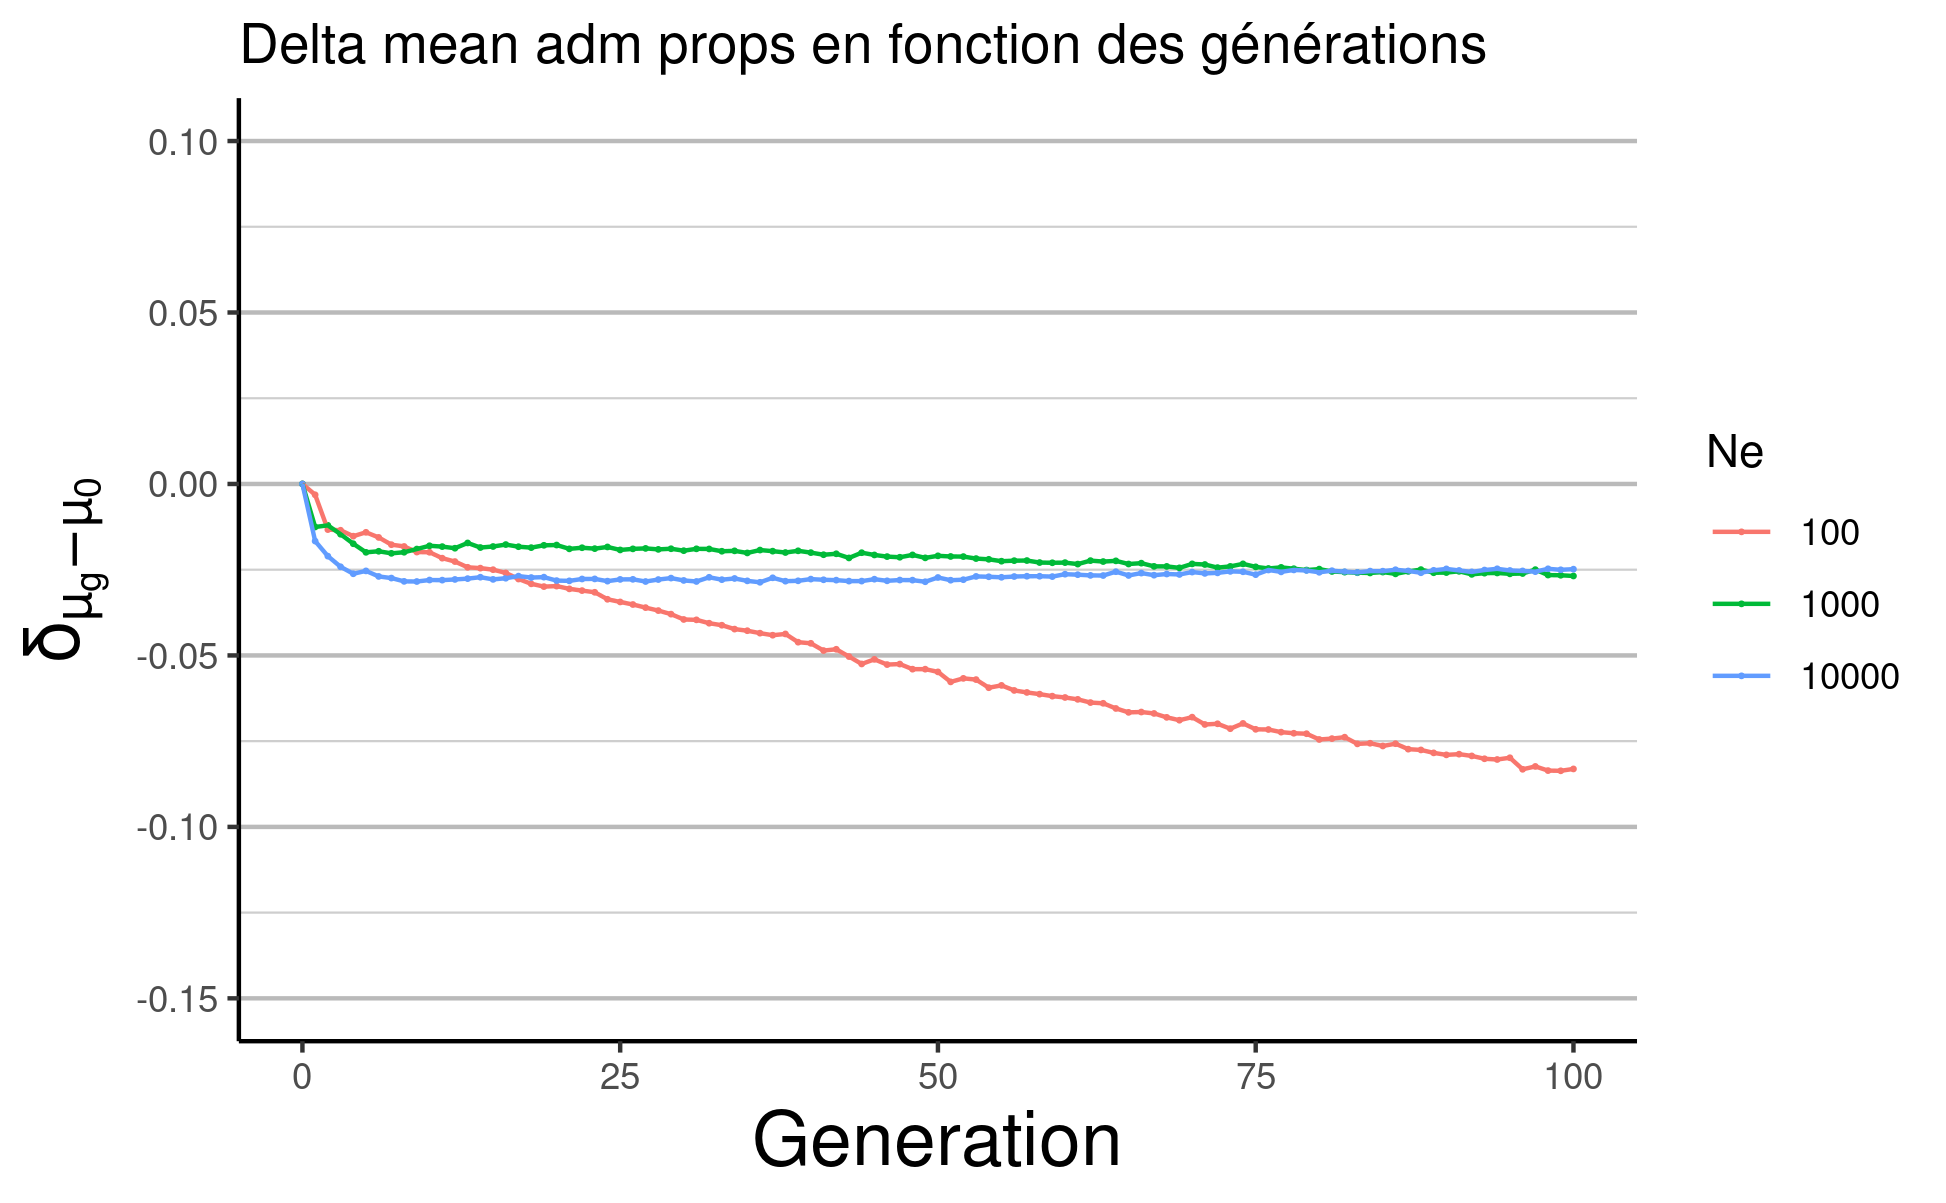 Delta mean adm props en fonction des générations
0.10
0.05
0.00
-0.05
-0.10
-0.15
δμg−μ0
0 25 50 75 100
Generation
Ne
100
1000
10000